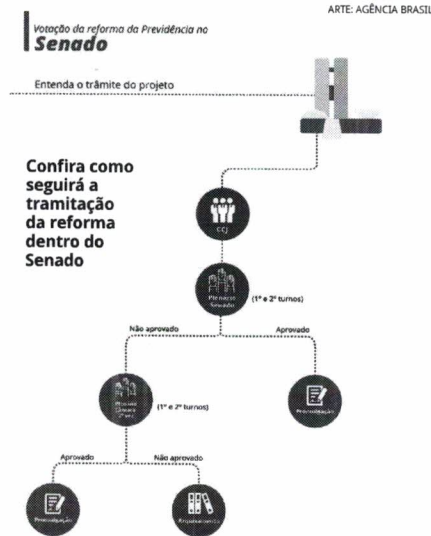 ARTE: AGÊNCIA BRASIL
Votação da reforma da Previdência no
Senado
Entenda o trâmite do projeto
Confira como
seguirá a
tramitação
da reforma
dentro do
Senado
CCJ
Plenário
Senado
(1º e 2º turnos)
Não aprovado
Aprovado
Plenário
Câmara
(1º e 2º turnos)
Promulgação
Aprovado
Não aprovado
Promulgação
Arquivamento